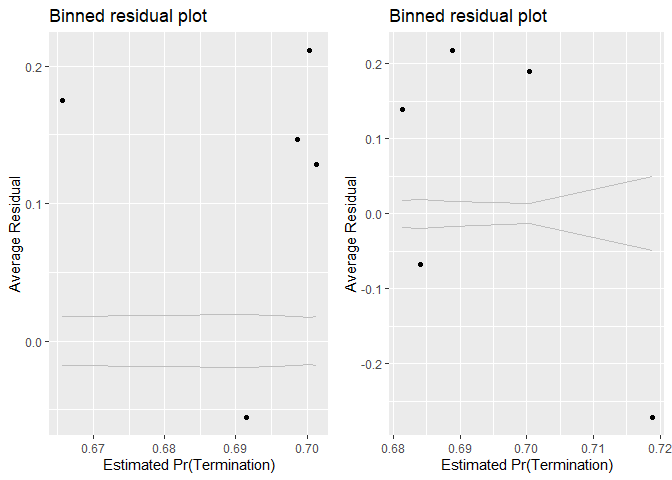 Binned residual plot
Average Residual
0.2
0.1
0.0
0.67 0.68 0.69 0.70
Estimated Pr(Termination)
Binned residual plot
Average Residual
0.2
0.1
0.0
-0.1
-0.2
0.68 0.69 0.70 0.71 0.72
Estimated Pr(Termination)